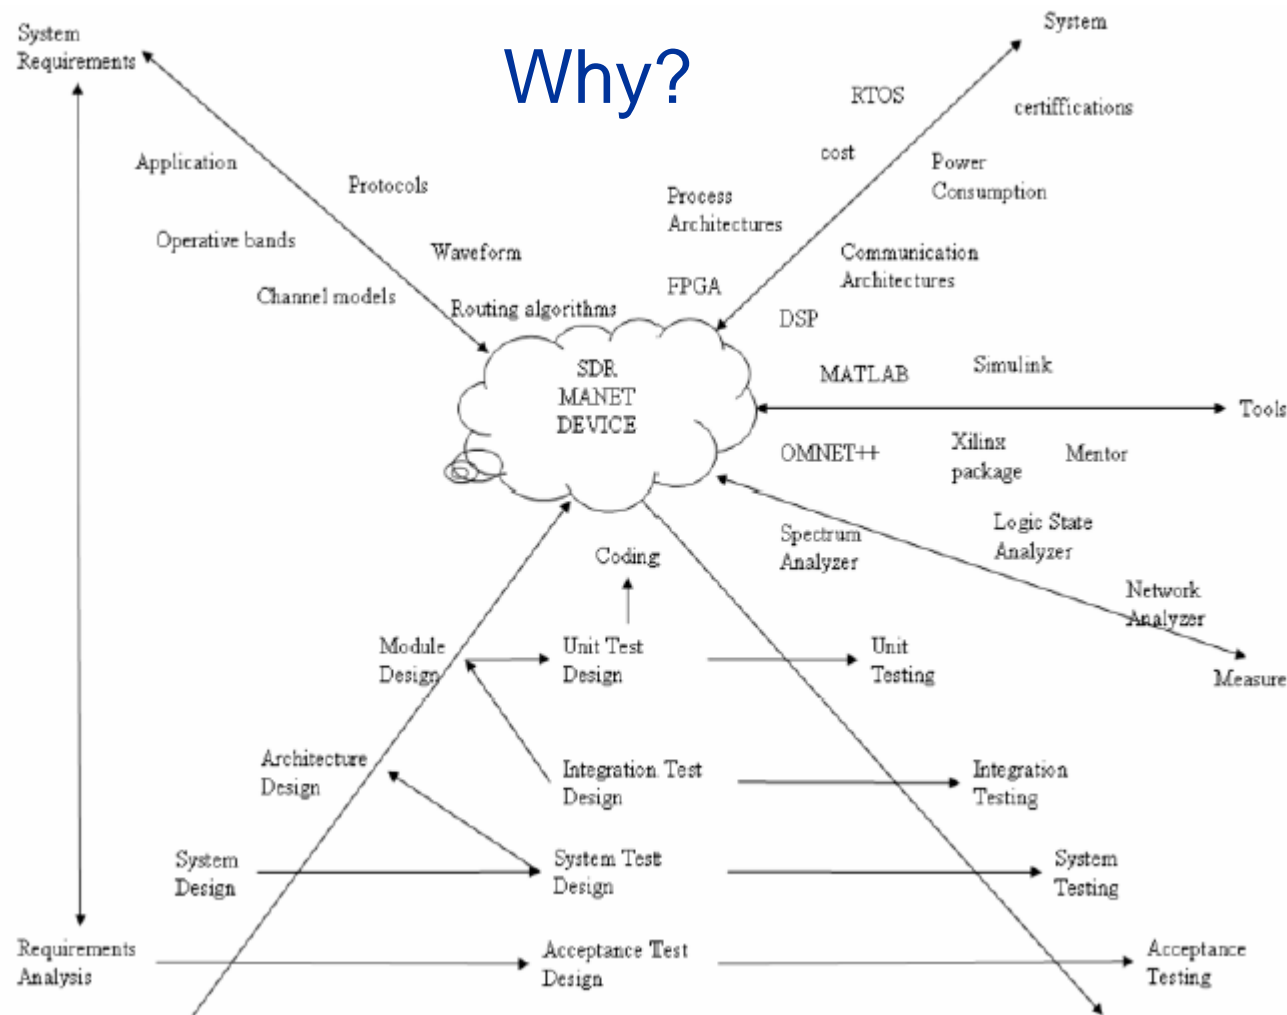 Why?
System
Requirements
System
RTOS
certiffications
Application
Protocols
cost
Power
Consumption
Process
Architectures
Operative bands
Waveform
Communication
Architectures
Channel models
Routing algorithms
FPGA
DSP
SDR
MANET
DEVICE
MATLAB
Simulink
Tools
OMNET++
Xilinx
package
Mentor
Spectrum
Analyzer
Logic State
Analyzer
Network
Analyzer
Measure
Coding
Module
Design
Unit Test
Design
Unit
Testing
Architecture
Design
Integration Test
Design
Integration
Testing
System
Design
System Test
Design
System
Testing
Requirements
Analysis
Acceptance Test
Design
Acceptance
Testing